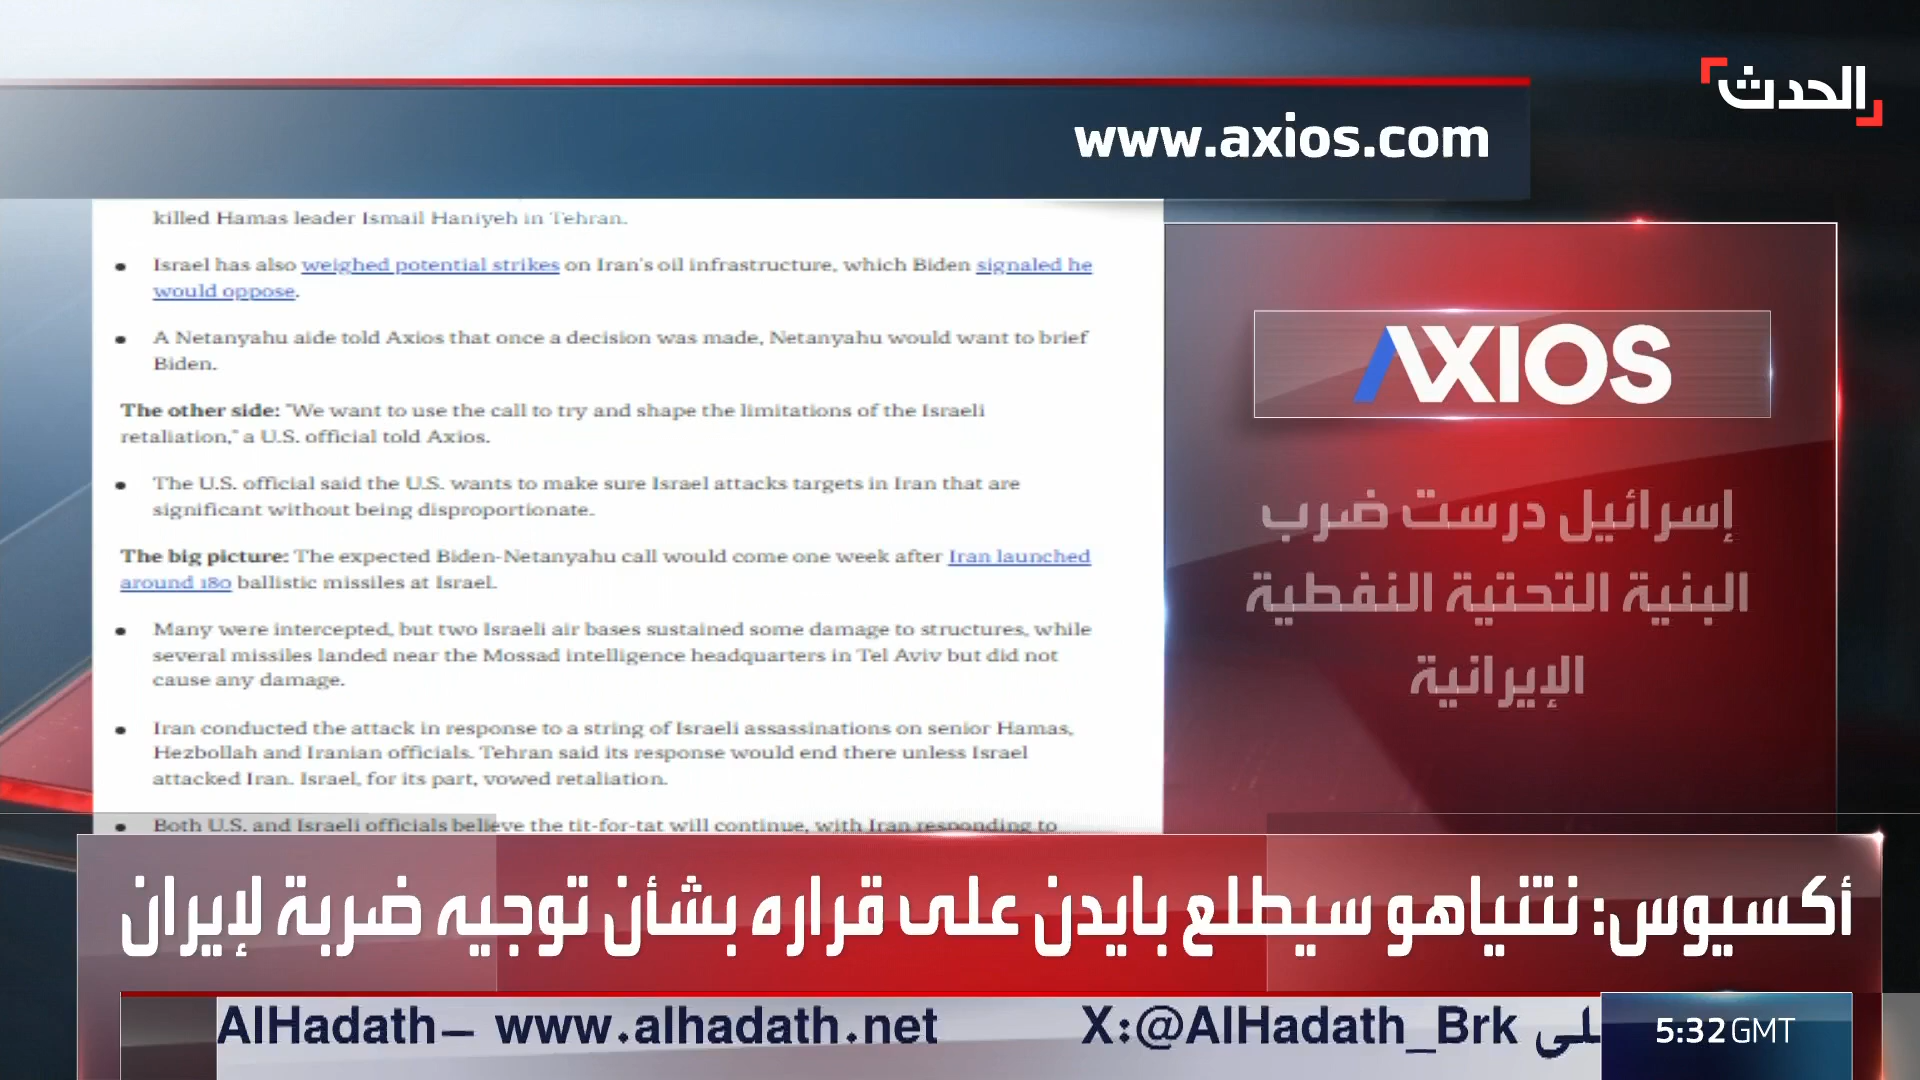 الحدث
www.axios.com
killed Hamas leader Ismail Haniyeh in Tehran.
• Israel has also weighed potential strikes on Iran's oil infrastructure, which Biden signaled he
would oppose.
• A Netanyahu aide told Axios that once a decision was made, Netanyahu would want to brief
Biden.
The other side: "We want to use the call to try and shape the limitations of the Israeli
retaliation," a U.S. official told Axios.
• The U.S. official said the U.S. wants to make sure Israel attacks targets in Iran that are
significant without being disproportionate.
The big picture: The expected Biden-Netanyahu call would come one week after Iran launched
around 180 ballistic missiles at Israel.
• Many were intercepted, but two Israeli air bases sustained some damage to structures, while
several missiles landed near the Mossad intelligence headquarters in Tel Aviv but did not
cause any damage.
• Iran conducted the attack in response to a string of Israeli assassinations on senior Hamas,
Hezbollah and Iranian officials. Tehran said its response would end there unless Israel
attacked Iran. Israel, for its part, vowed retaliation.
• Both U.S. and Israeli officials believe the tit-for-tat will continue, with Iran responding to
AXIOS
إسرائيل درست ضرب
البنية التحتية النفطية
الإيرانية
أكسيوس: نتنياهو سيطلع بايدن على قراره بشأن توجيه ضربة لإيران
AlHadath– www.alhadath.net X:@AlHadath_Brk
5:32 GMT